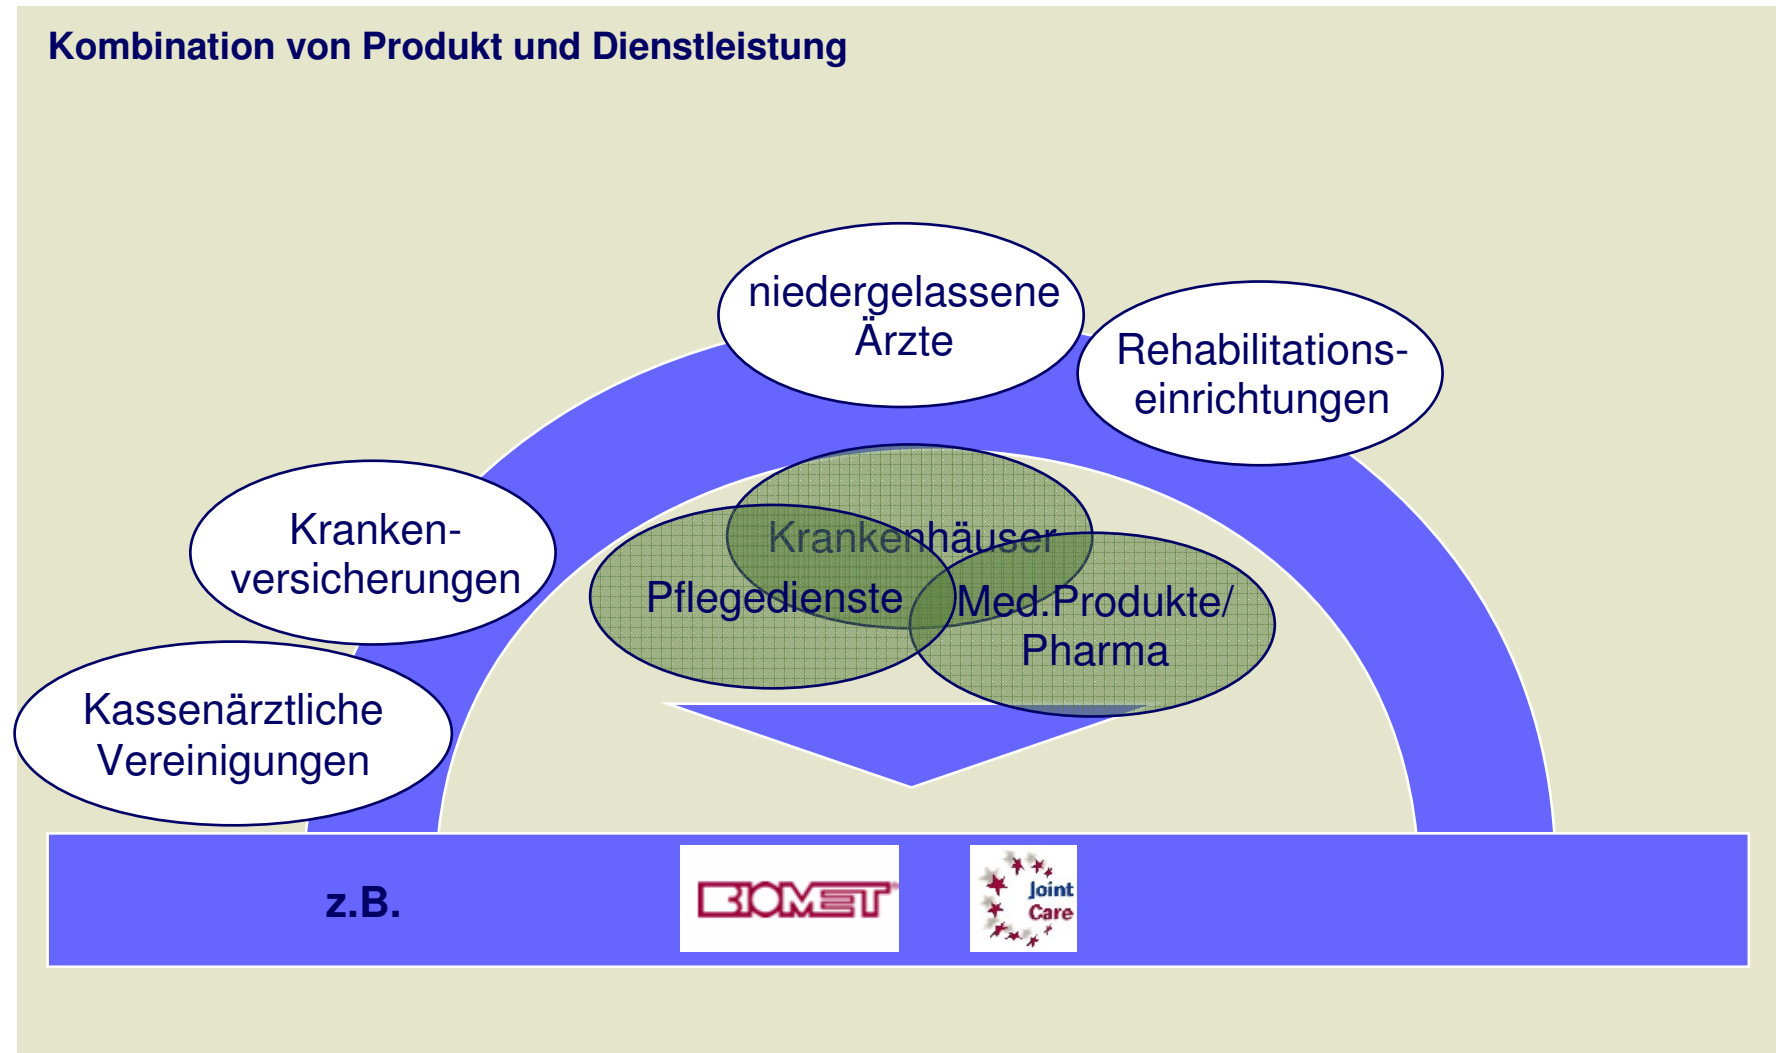 Kombination von Produkt und Dienstleistung
niedergelassene
Ärzte
Rehabilitations-
einrichtungen
Kranken-
versicherungen
Krankenhäuser
Pflegedienste
Med.Produkte/
Pharma
Kassenärztliche
Vereinigungen
z.B.
BIOMET®
Joint
Care